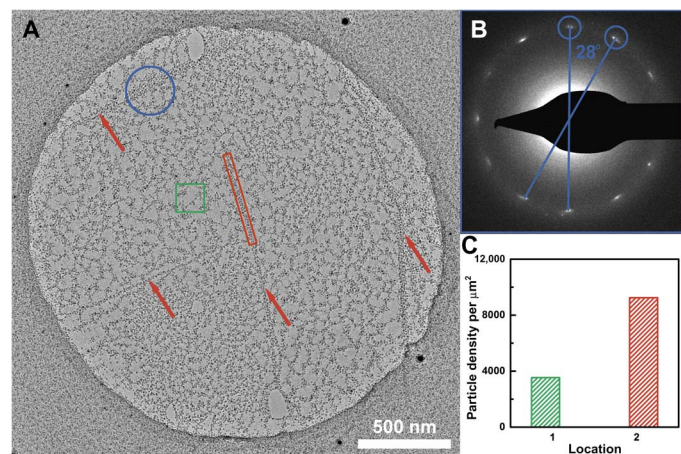 A
500 nm
B
28°
C
Particle density per μm²
12,000
8000
4000
0
1
2
Location